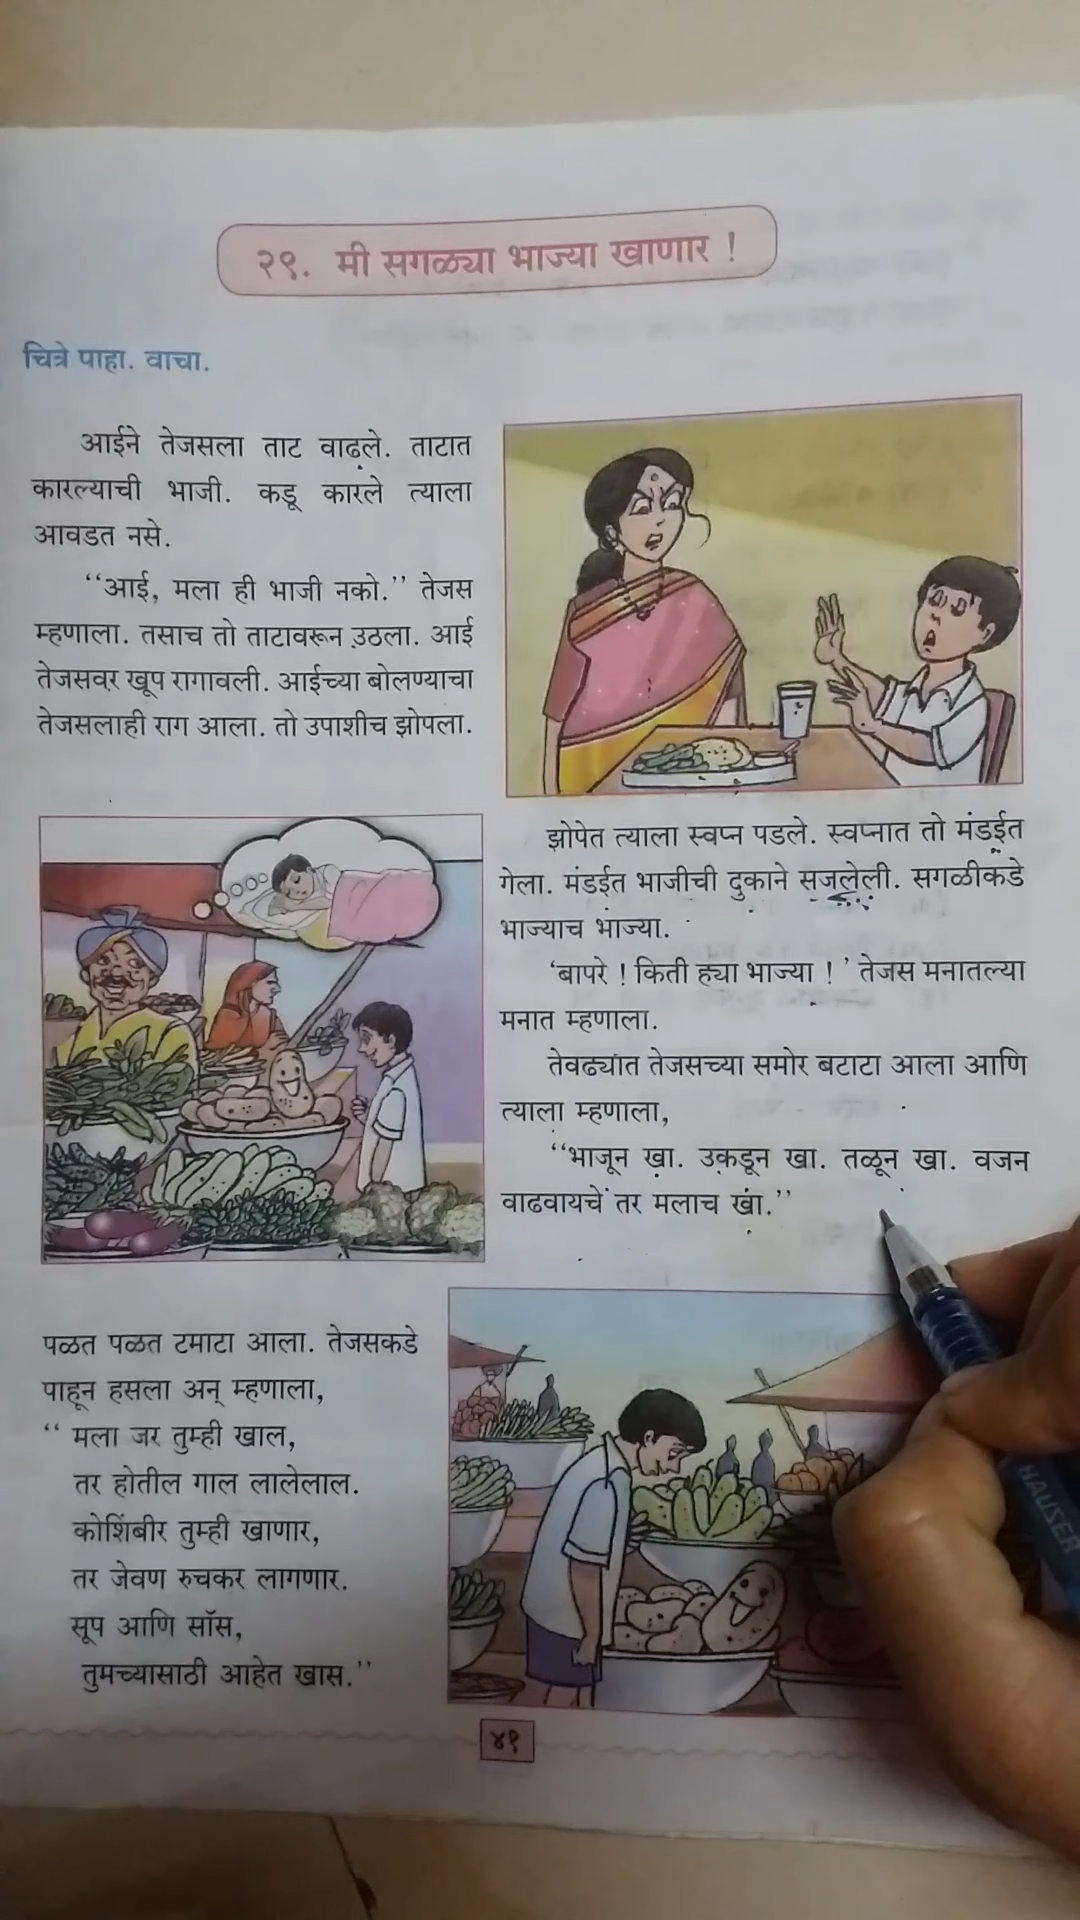 २९. मी सगळ्या भाज्या खाणार !
चित्रे पाहा. वाचा.
आईने तेजसला ताट वाढले. ताटात
कारल्याची भाजी. कडू कारले त्याला
आवडत नसे.
“आई, मला ही भाजी नको.” तेजस
म्हणाला. तसाच तो ताटावरून उठला. आई
तेजसवर खूप रागावली. आईच्या बोलण्याचा
तेजसलाही राग आला. तो उपाशीच झोपला.
झोपेत त्याला स्वप्न पडले. स्वप्नात तो मंडईत
गेला. मंडईत भाजीची दुकाने सजलेली. सगळीकडे
भाज्याच भाज्या.
‘बापरे ! किती ह्या भाज्या ! ’ तेजस मनातल्या
मनात म्हणाला.
तेवढ्यात तेजसच्या समोर बटाटा आला आणि
त्याला म्हणाला,
“भाजून खा. उकडून खा. तळून खा. वजन
वाढवायचे तर मलाच खा.”
पळत पळत टमाटा आला. तेजसकडे
पाहून हसला अन् म्हणाला,
“ मला जर तुम्ही खाल,
तर होतील गाल लालेलाल.
कोशिंबीर तुम्ही खाणार,
तर जेवण रुचकर लागणार.
सूप आणि सॉस,
तुमच्यासाठी आहेत खास.”
४१
HAUSER